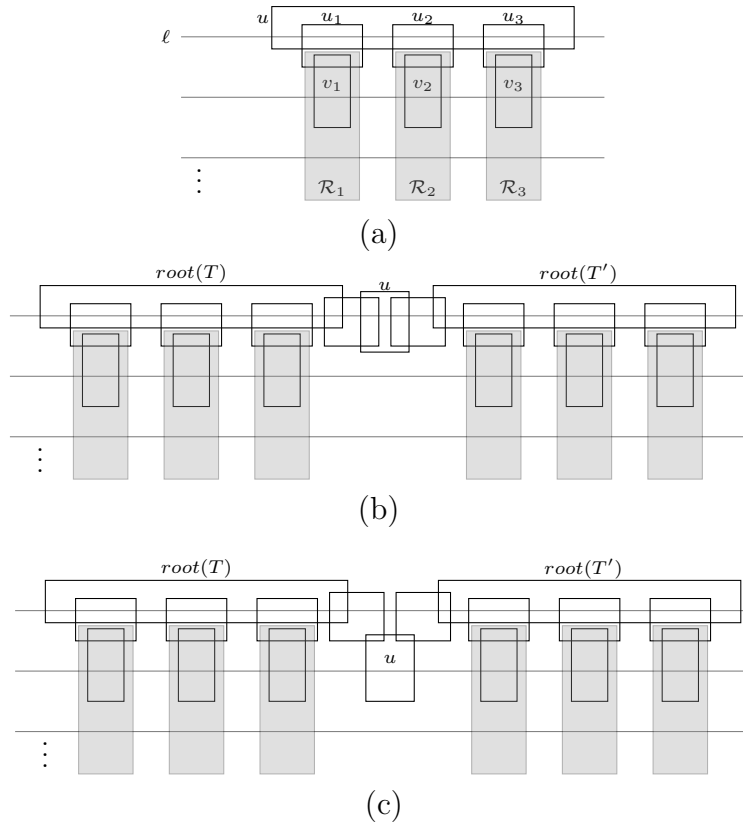 u u₁ u₂ u₃
ℓ
v₁ v₂ v₃
⋮ ℛ₁ ℛ₂ ℛ₃
(a)
root(T) u root(T′)
⋮
(b)
root(T) root(T′)
u
⋮
(c)